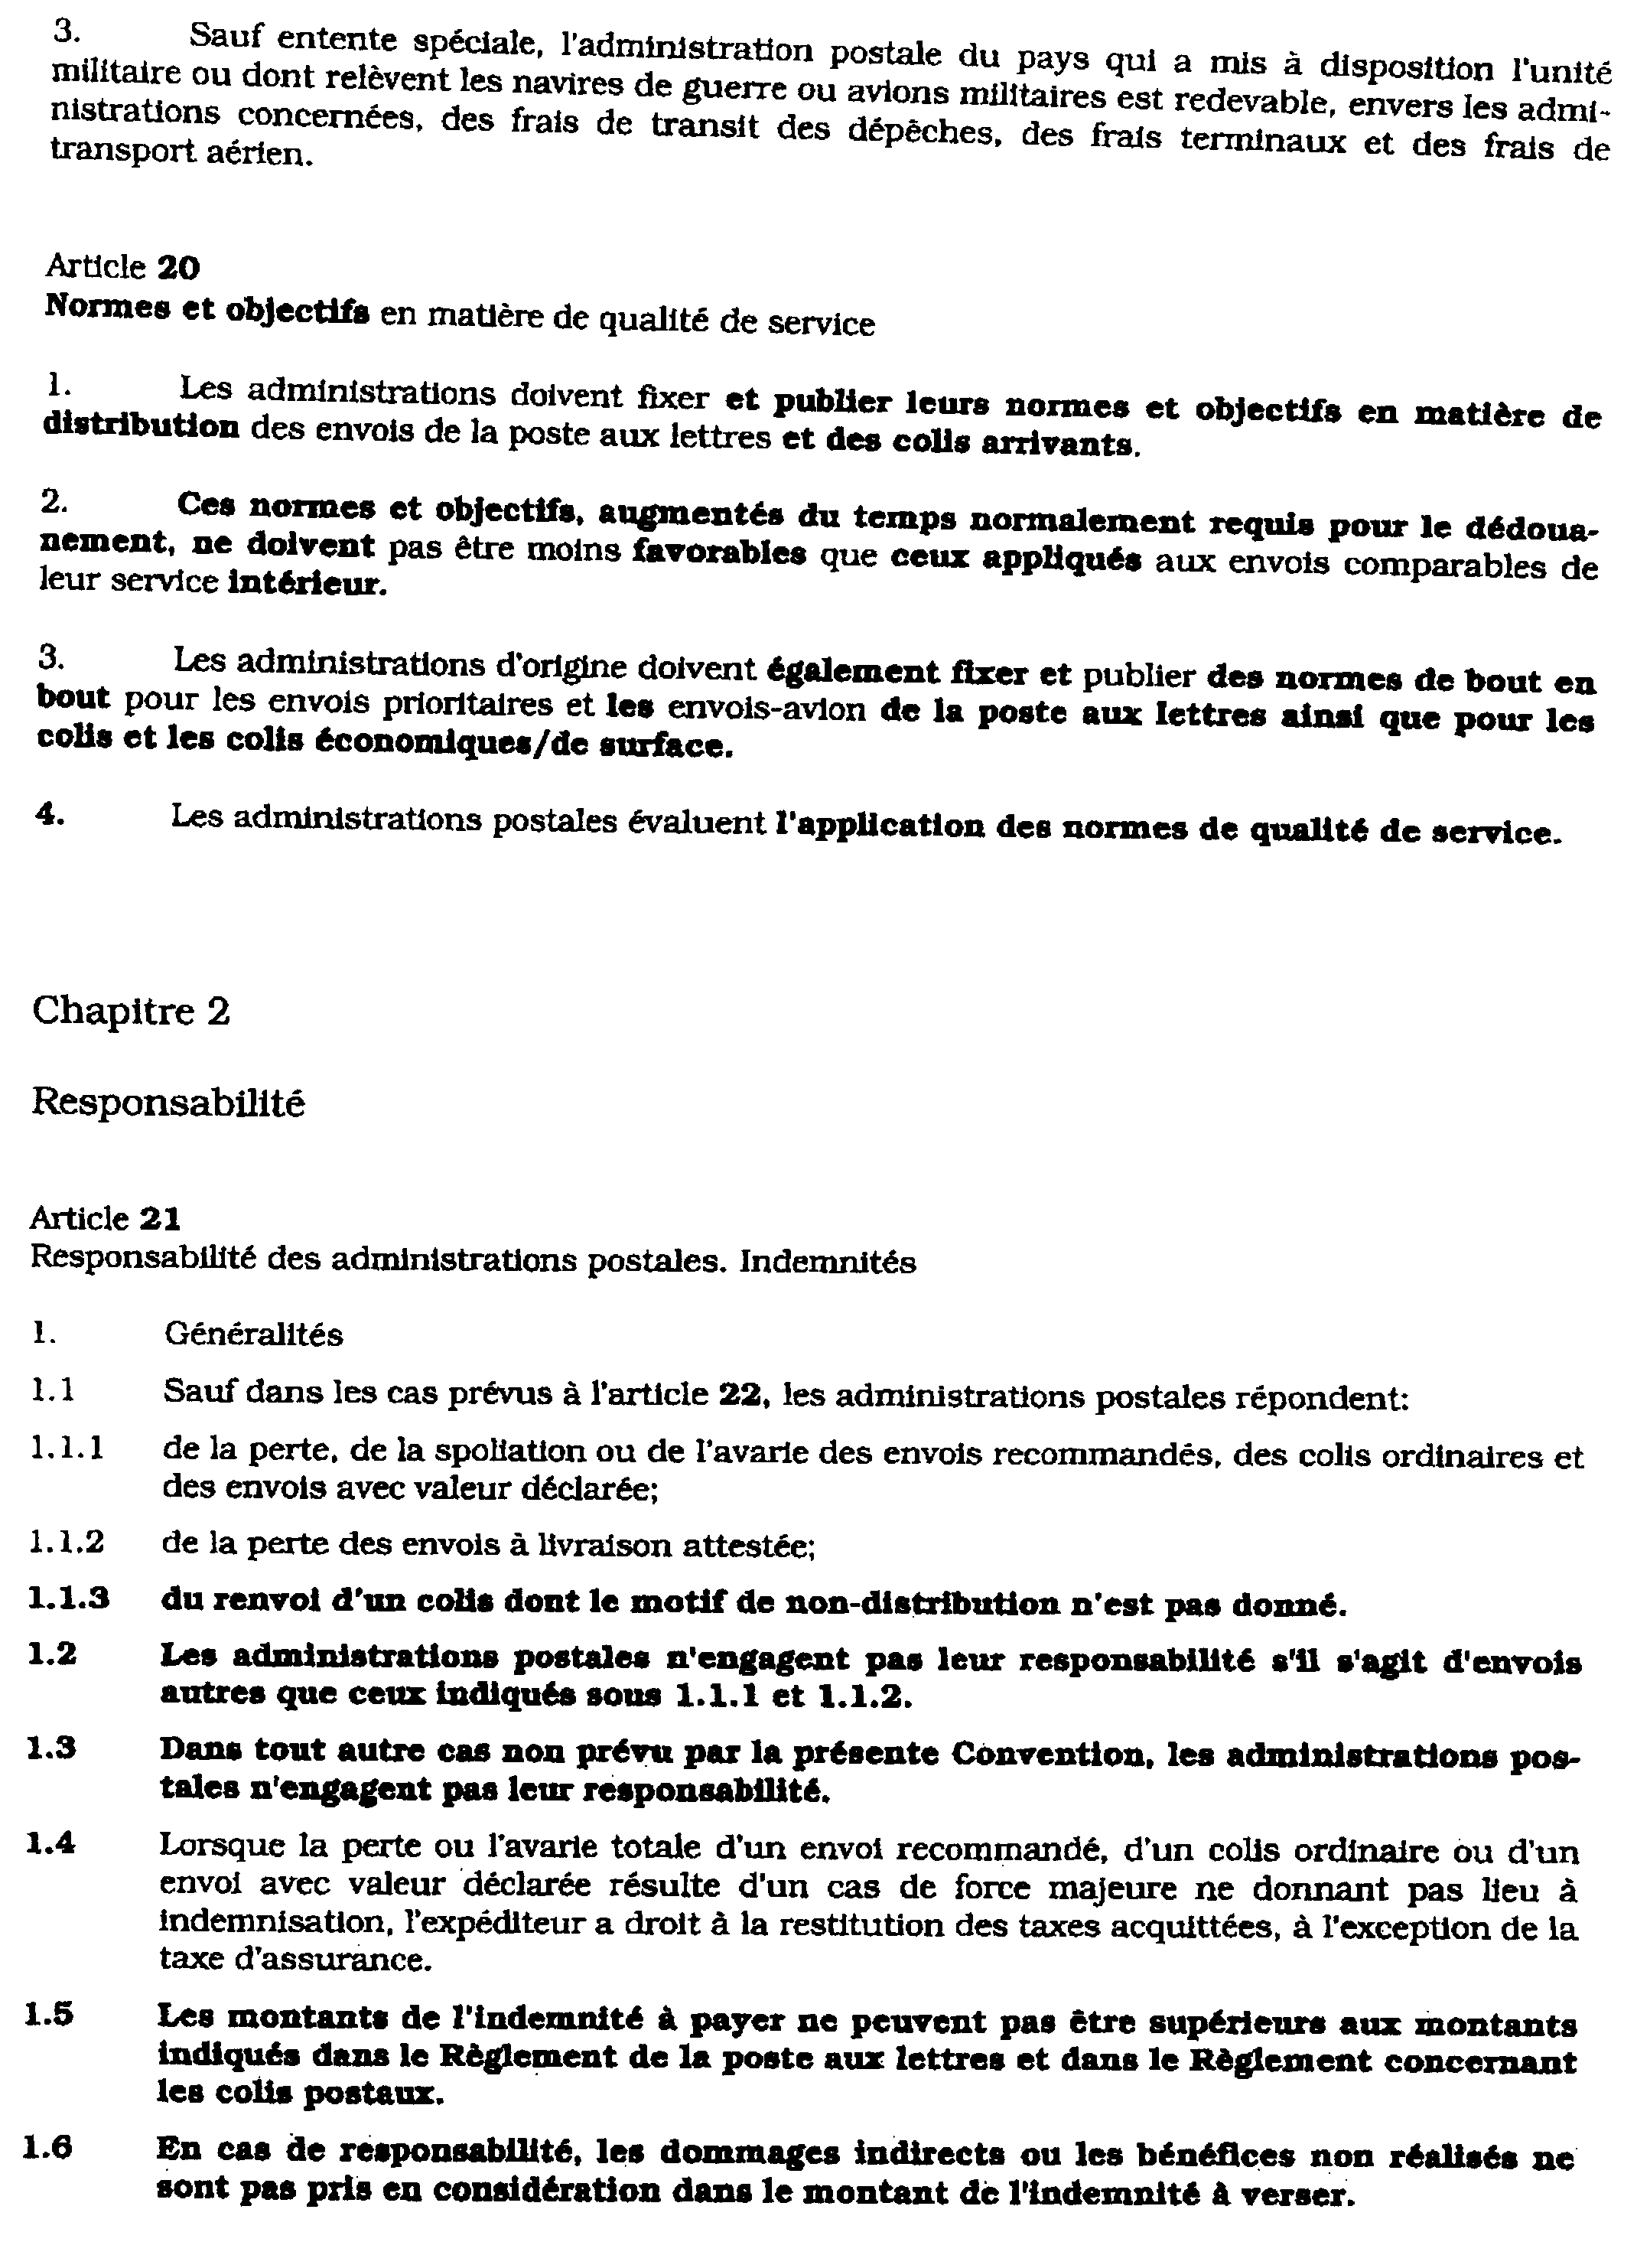 3. Sauf entente spéciale, l'administration postale du pays qui a mis à disposition l'unité
militaire ou dont relèvent les navires de guerre ou avions militaires est redevable, envers les admi-
nistrations concernées, des frais de transit des dépêches, des frais terminaux et des frais de
transport aérien.
Article 20
Normes et objectifs en matière de qualité de service
1. Les administrations doivent fixer et publier leurs normes et objectifs en matière de
distribution des envois de la poste aux lettres et des colis arrivants.
2. Ces normes et objectifs, augmentés du temps normalement requis pour le dédoua-
nement, ne doivent pas être moins favorables que ceux appliqués aux envois comparables de
leur service intérieur.
3. Les administrations d'origine doivent également fixer et publier des normes de bout en
bout pour les envois prioritaires et les envois-avion de la poste aux lettres ainsi que pour les
colis et les colis économiques/de surface.
4. Les administrations postales évaluent l'application des normes de qualité de service.
Chapitre 2
Responsabilité
Article 21
Responsabilité des administrations postales. Indemnités
1. Généralités
1.1 Sauf dans les cas prévus à l'article 22, les administrations postales répondent:
1.1.1 de la perte, de la spoliation ou de l'avarie des envois recommandés, des colis ordinaires et
des envois avec valeur déclarée;
1.1.2 de la perte des envois à livraison attestée;
1.1.3 du renvoi d'un colis dont le motif de non-distribution n'est pas donné.
1.2 Les administrations postales n'engagent pas leur responsabilité s'il s'agit d'envois
autres que ceux indiqués sous 1.1.1 et 1.1.2.
1.3 Dans tout autre cas non prévu par la présente Convention, les administrations pos-
tales n'engagent pas leur responsabilité.
1.4 Lorsque la perte ou l'avarie totale d'un envoi recommandé, d'un colis ordinaire ou d'un
envoi avec valeur déclarée résulte d'un cas de force majeure ne donnant pas lieu à
indemnisation, l'expéditeur a droit à la restitution des taxes acquittées, à l'exception de la
taxe d'assurance.
1.5 Les montants de l'indemnité à payer ne peuvent pas être supérieurs aux montants
indiqués dans le Règlement de la poste aux lettres et dans le Règlement concernant
les colis postaux.
1.6 En cas de responsabilité, les dommages indirects ou les bénéfices non réalisés ne
sont pas pris en considération dans le montant de l'indemnité à verser.